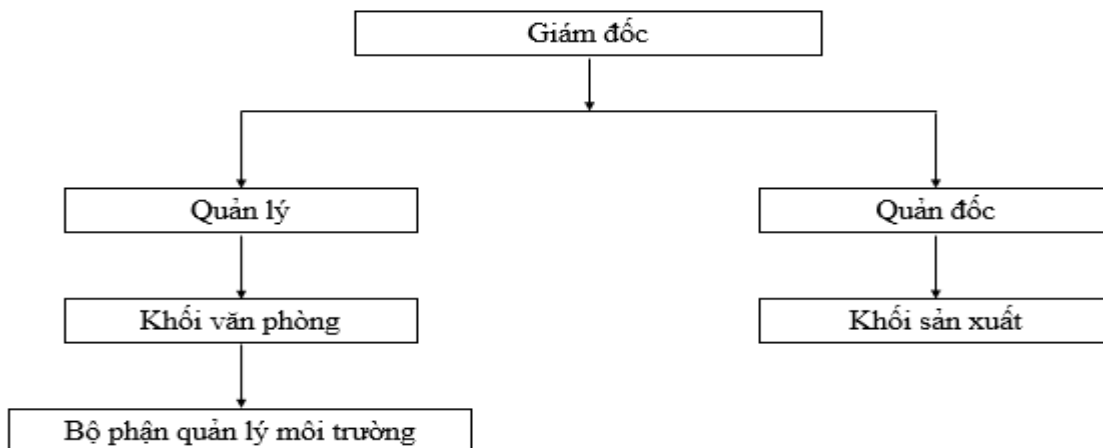 Giám đốc
Quản lý
Quản đốc
Khối văn phòng
Khối sản xuất
Bộ phận quản lý môi trường